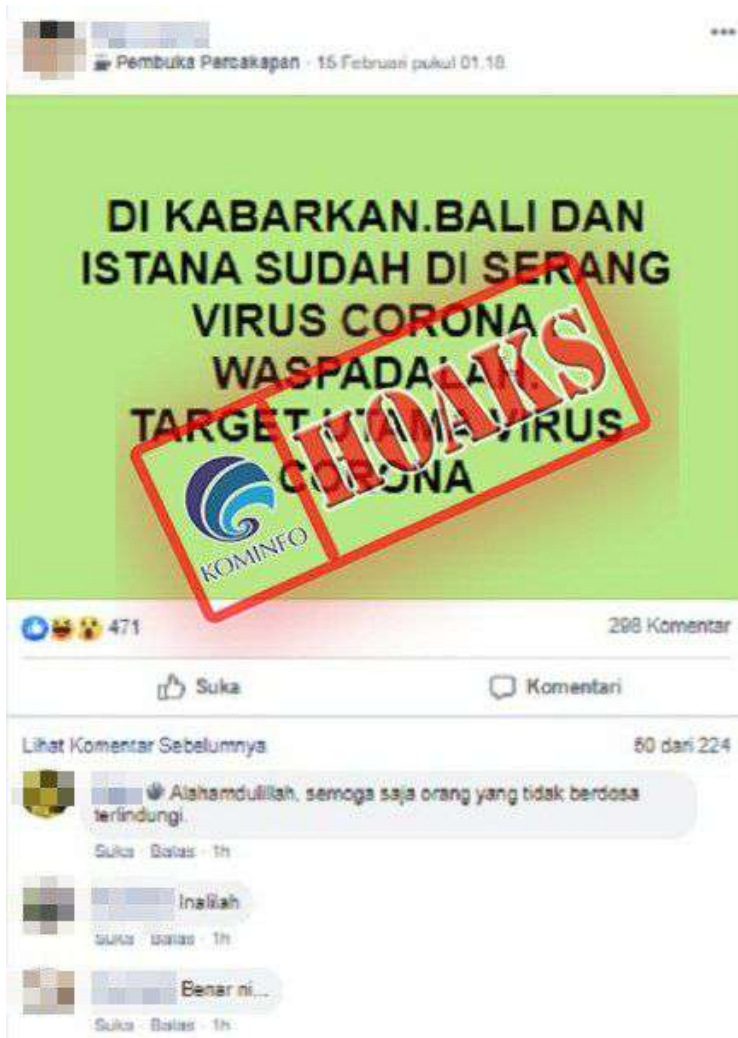 Pembuka Percakapan · 15 Februari pukul 01.18
DI KABARKAN.BALI DAN
ISTANA SUDAH DI SERANG
VIRUS CORONA
WASPADALAH.
TARGET UTAMA VIRUS
CORONA
HOAKS
KOMINFO
471
298 Komentar
Suka
Komentari
Lihat Komentar Sebelumnya
50 dari 224
Alahamdulillah, semoga saja orang yang tidak berdosa
terlindungi.
Suka · Balas · 1h
Inalilah
Suka · Balas · 1h
Benar ni...
Suka · Balas · 1h